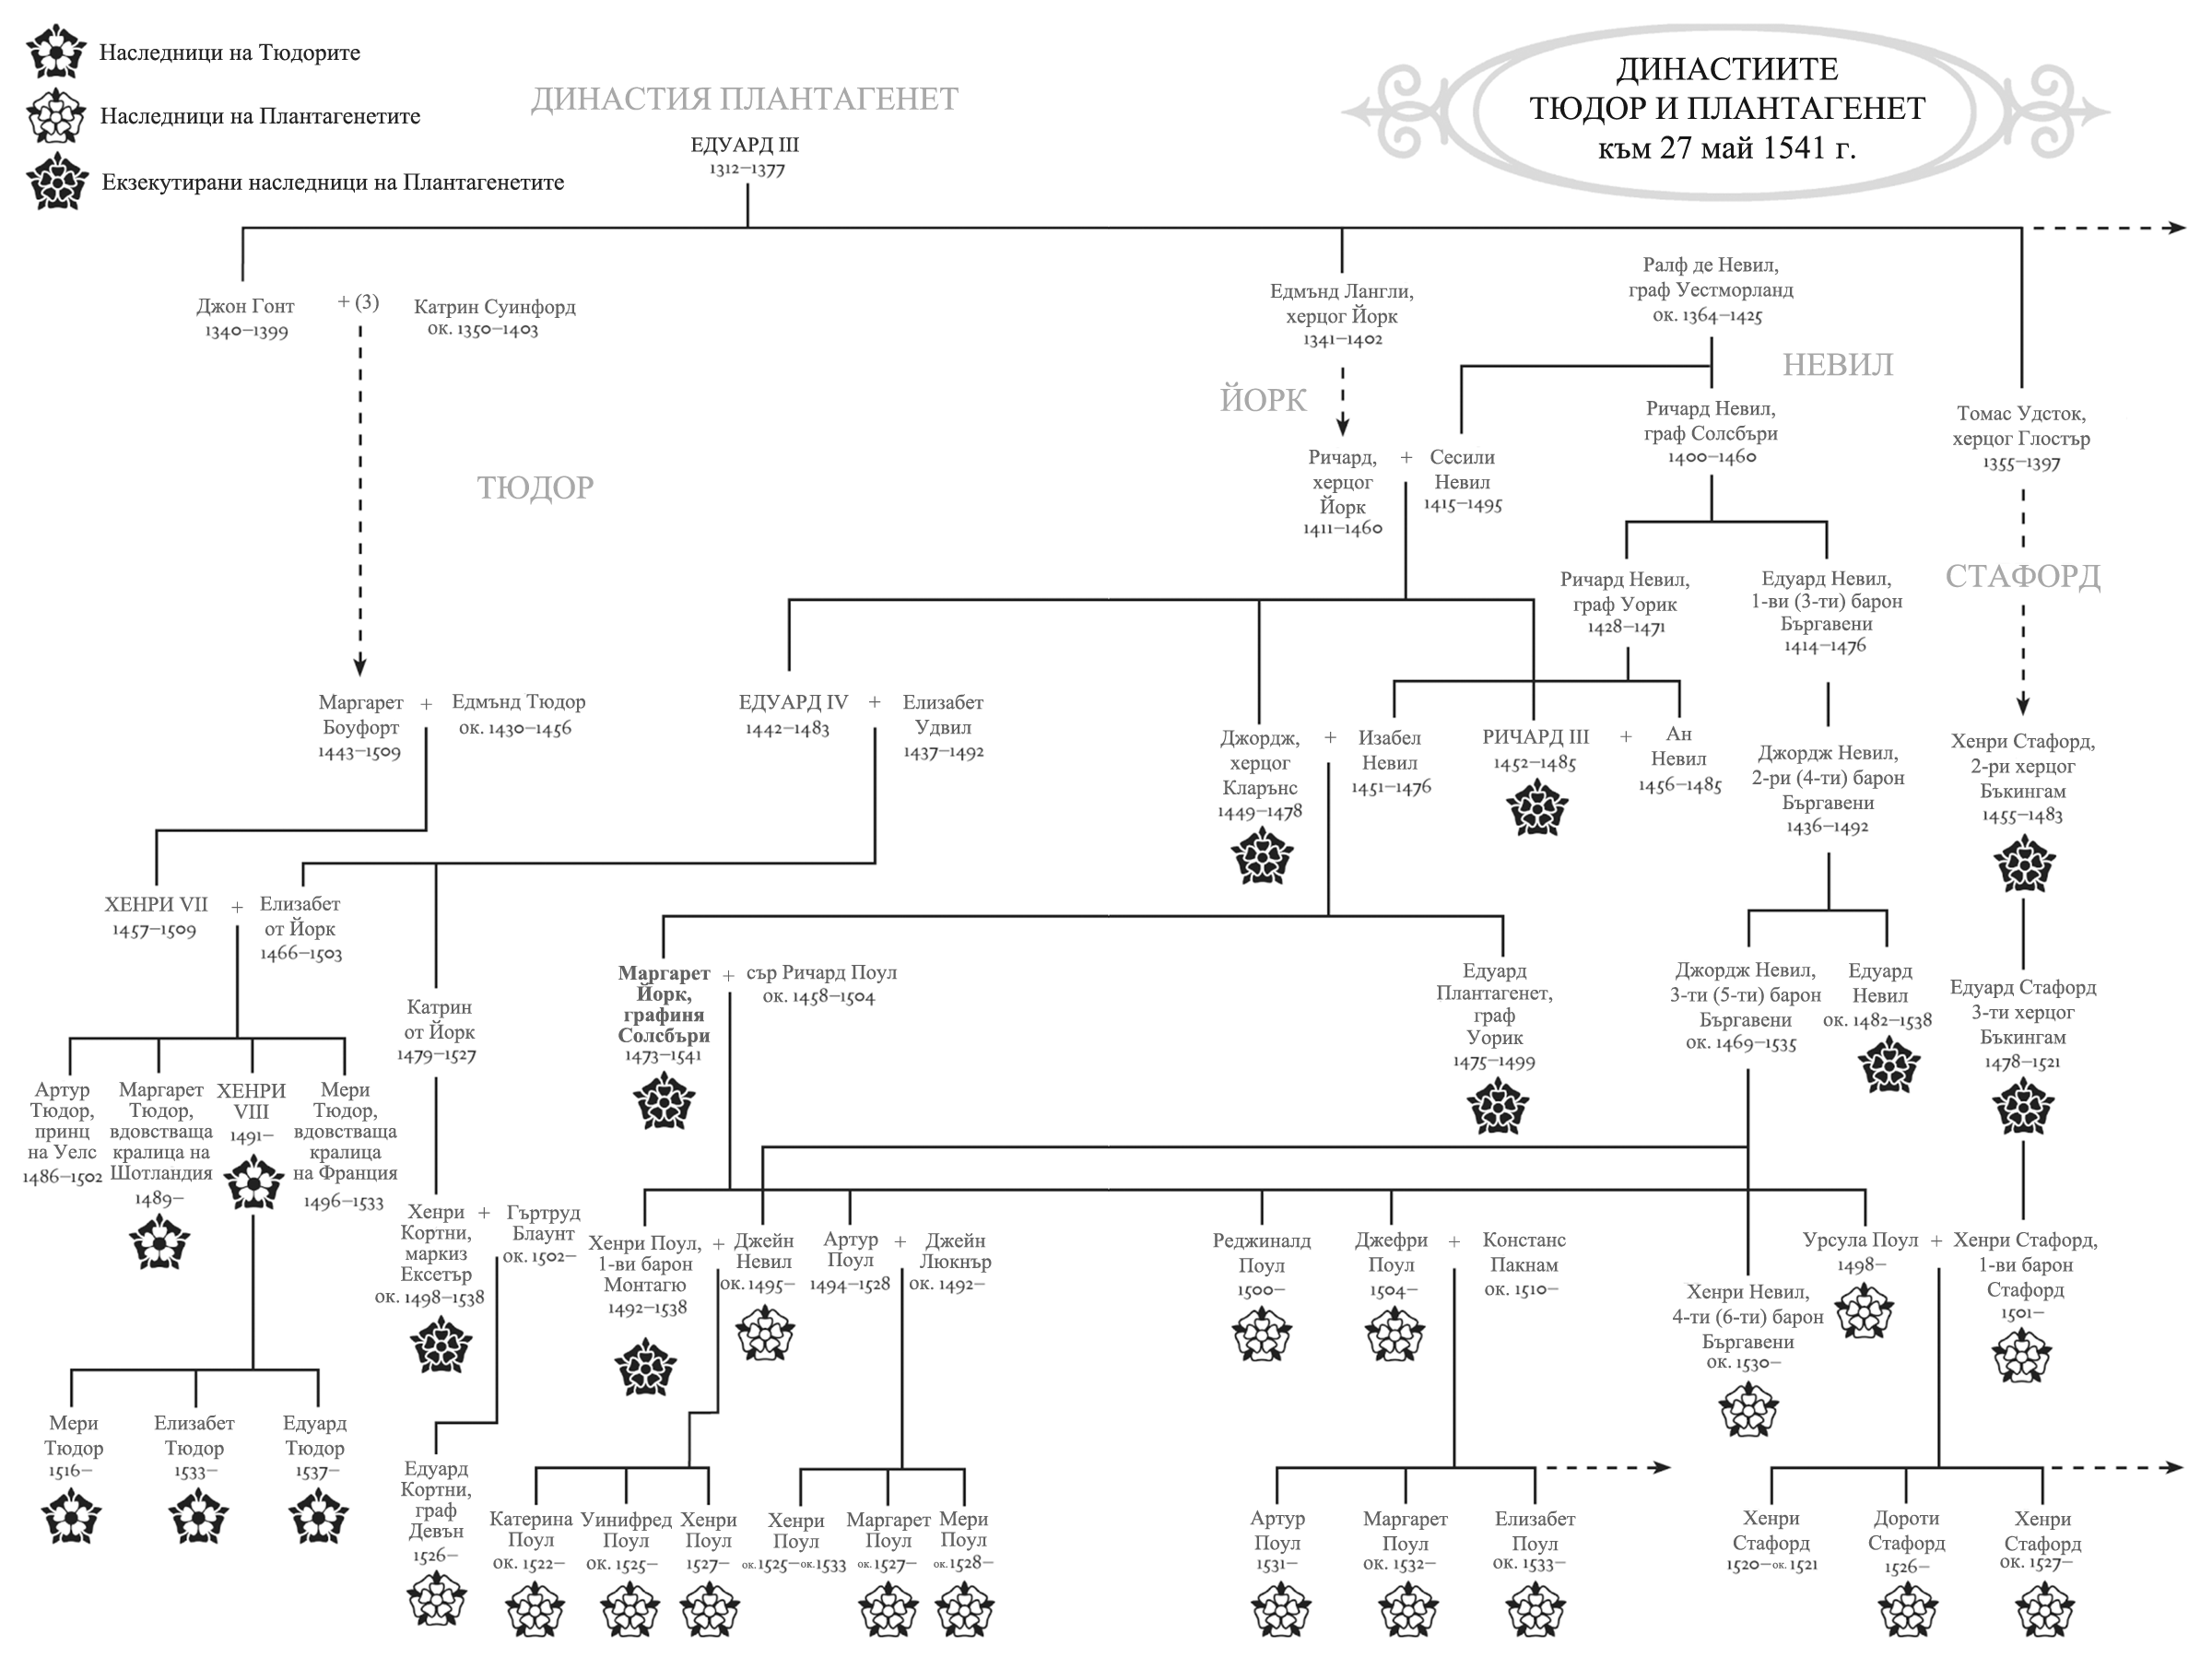 Наследници на Тюдорите
Наследници на Плантагенетите
Екзекутирани наследници на Плантагенетите
ДИНАСТИИТЕ
ТЮДОР И ПЛАНТАГЕНЕТ
към 27 май 1541 г.
ДИНАСТИЯ ПЛАНТАГЕНЕТ
ЕДУАРД III
1312–1377
Джон Гонт
1340–1399
+ (3)
Катрин Суинфорд
ок. 1350–1403
Едмънд Лангли,
херцог Йорк
1341–1402
Ралф де Невил,
граф Уестморланд
ок. 1364–1425
НЕВИЛ
ЙОРК
Ричард Невил,
граф Солсбъри
1400–1460
Томас Удсток,
херцог Глостър
1355–1397
ТЮДОР
Ричард,
херцог
Йорк
1411–1460
+
Сесили
Невил
1415–1495
Ричард Невил,
граф Уорик
1428–1471
Едуард Невил,
1-ви (3-ти) барон
Бъргавени
1414–1476
СТАФОРД
Маргарет
Боуфорт
1443–1509
+
Едмънд Тюдор
ок. 1430–1456
ЕДУАРД IV
1442–1483
+
Елизабет
Удвил
1437–1492
Джордж,
херцог
Кларънс
1449–1478
+
Изабел
Невил
1451–1476
РИЧАРД III
1452–1485
+
Ан
Невил
1456–1485
Джордж Невил,
2-ри (4-ти) барон
Бъргавени
1436–1492
Хенри Стафорд,
2-ри херцог
Бъкингам
1455–1483
ХЕНРИ VII
1457–1509
+
Елизабет
от Йорк
1466–1503
Катрин
от Йорк
1479–1527
Маргарет
Йорк,
графиня
Солсбъри
1473–1541
+
сър Ричард Поул
ок. 1458–1504
Едуард
Плантагенет,
граф
Уорик
1475–1499
Джордж Невил,
3-ти (5-ти) барон
Бъргавени
ок. 1469–1535
Едуард
Невил
ок. 1482–1538
Едуард Стафорд
3-ти херцог
Бъкингам
1478–1521
Артур
Тюдор,
принц
на Уелс
1486–1502
Маргарет
Тюдор,
вдовстваща
кралица на
Шотландия
1489–
ХЕНРИ
VIII
1491–
Мери
Тюдор,
вдовстваща
кралица
на Франция
1496–1533
Хенри
Кортни,
маркиз
Ексетър
ок. 1498–1538
+
Гъртруд
Блаунт
ок. 1502–
Хенри Поул,
1-ви барон
Монтагю
1492–1538
+
Джейн
Невил
ок. 1495–
Артур
Поул
1494–1528
+
Джейн
Люкнър
ок. 1492–
Реджиналд
Поул
1500–
Джефри
Поул
1504–
+
Констанс
Пакнам
ок. 1510–
Хенри Невил,
4-ти (6-ти) барон
Бъргавени
ок. 1530–
Урсула Поул
1498–
+
Хенри Стафорд,
1-ви барон
Стафорд
1501–
Мери
Тюдор
1516–
Елизабет
Тюдор
1533–
Едуард
Тюдор
1537–
Едуард
Кортни,
граф
Девън
1526–
Катерина
Поул
ок. 1522–
Уинифред
Поул
ок. 1525–
Хенри
Поул
1527–
Хенри
Поул
ок.1525–ок.1533
Маргарет
Поул
ок.1527–
Мери
Поул
ок.1528–
Артур
Поул
1531–
Маргарет
Поул
ок. 1532–
Елизабет
Поул
ок. 1533–
Хенри
Стафорд
1520–ок.1521
Дороти
Стафорд
1526–
Хенри
Стафорд
ок. 1527–